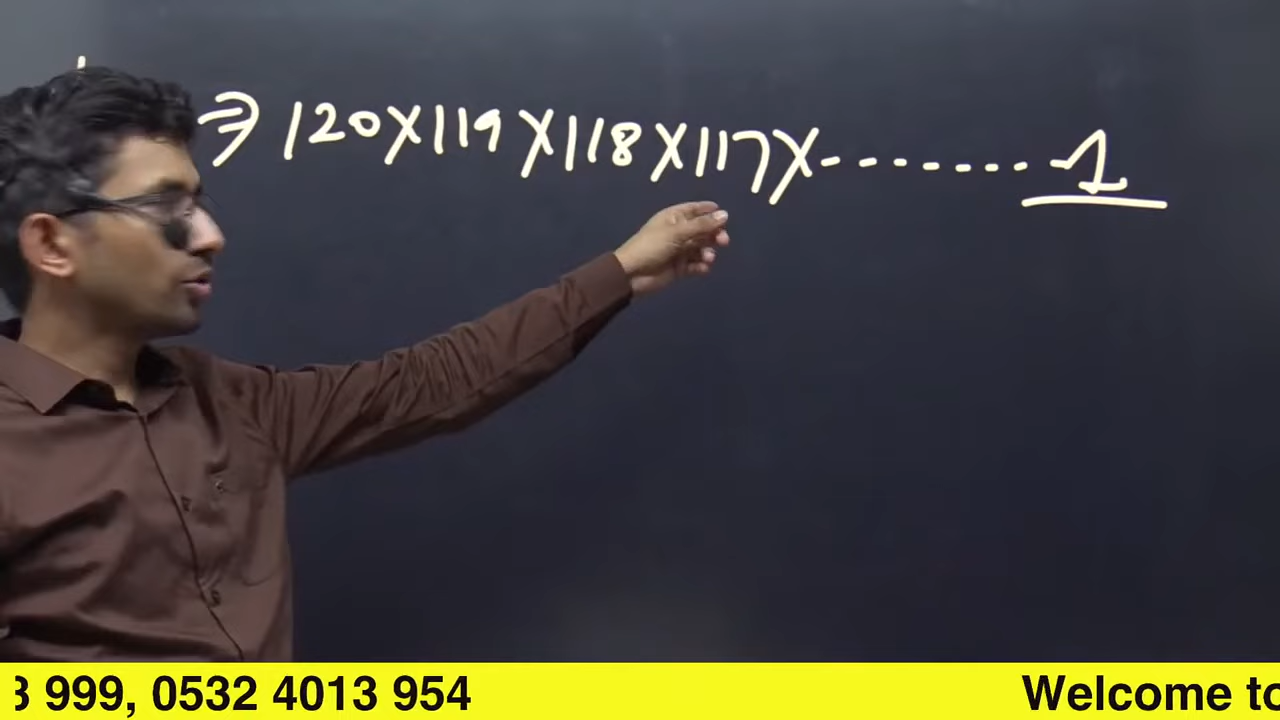 ⇒ 120×119×118×117×--------1
3 999, 0532 4013 954 Welcome to